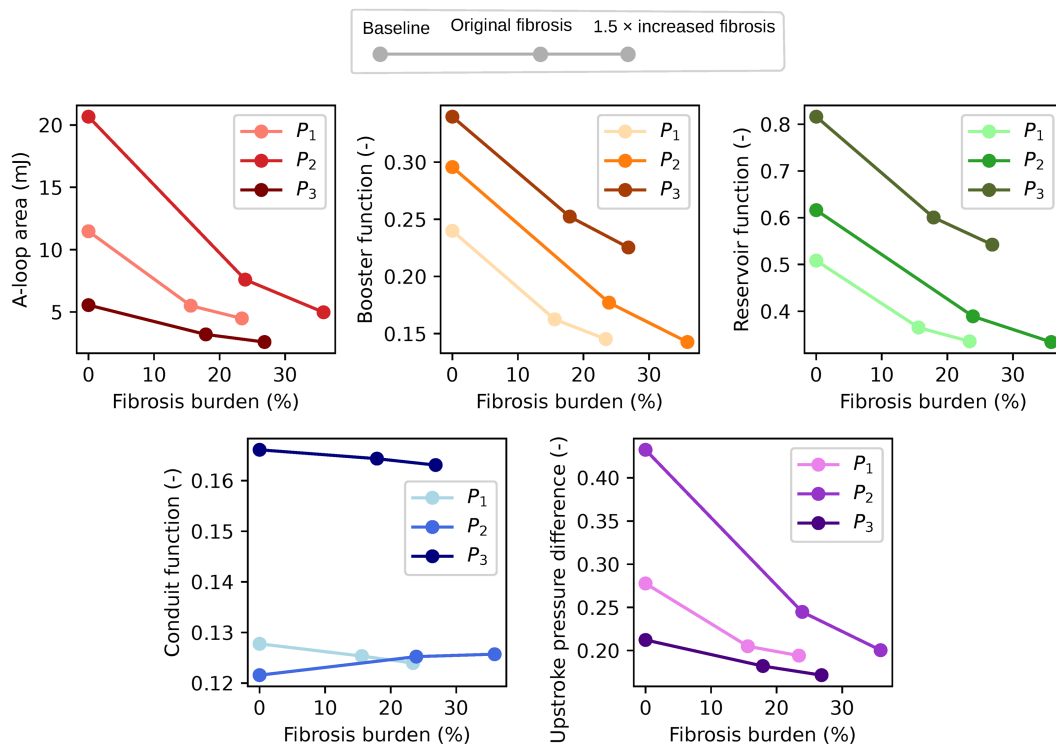 Baseline
Original fibrosis
1.5 × increased fibrosis
A-loop area (mJ)
20
15
10
5
0
10
20
30
Fibrosis burden (%)
P1
P2
P3
Booster function (-)
0.30
0.25
0.20
0.15
0
10
20
30
Fibrosis burden (%)
P1
P2
P3
Reservoir function (-)
0.8
0.7
0.6
0.5
0.4
0
10
20
30
Fibrosis burden (%)
P1
P2
P3
Conduit function (-)
0.16
0.15
0.14
0.13
0.12
0
10
20
30
Fibrosis burden (%)
P1
P2
P3
Upstroke pressure difference (-)
0.40
0.35
0.30
0.25
0.20
0
10
20
30
Fibrosis burden (%)
P1
P2
P3